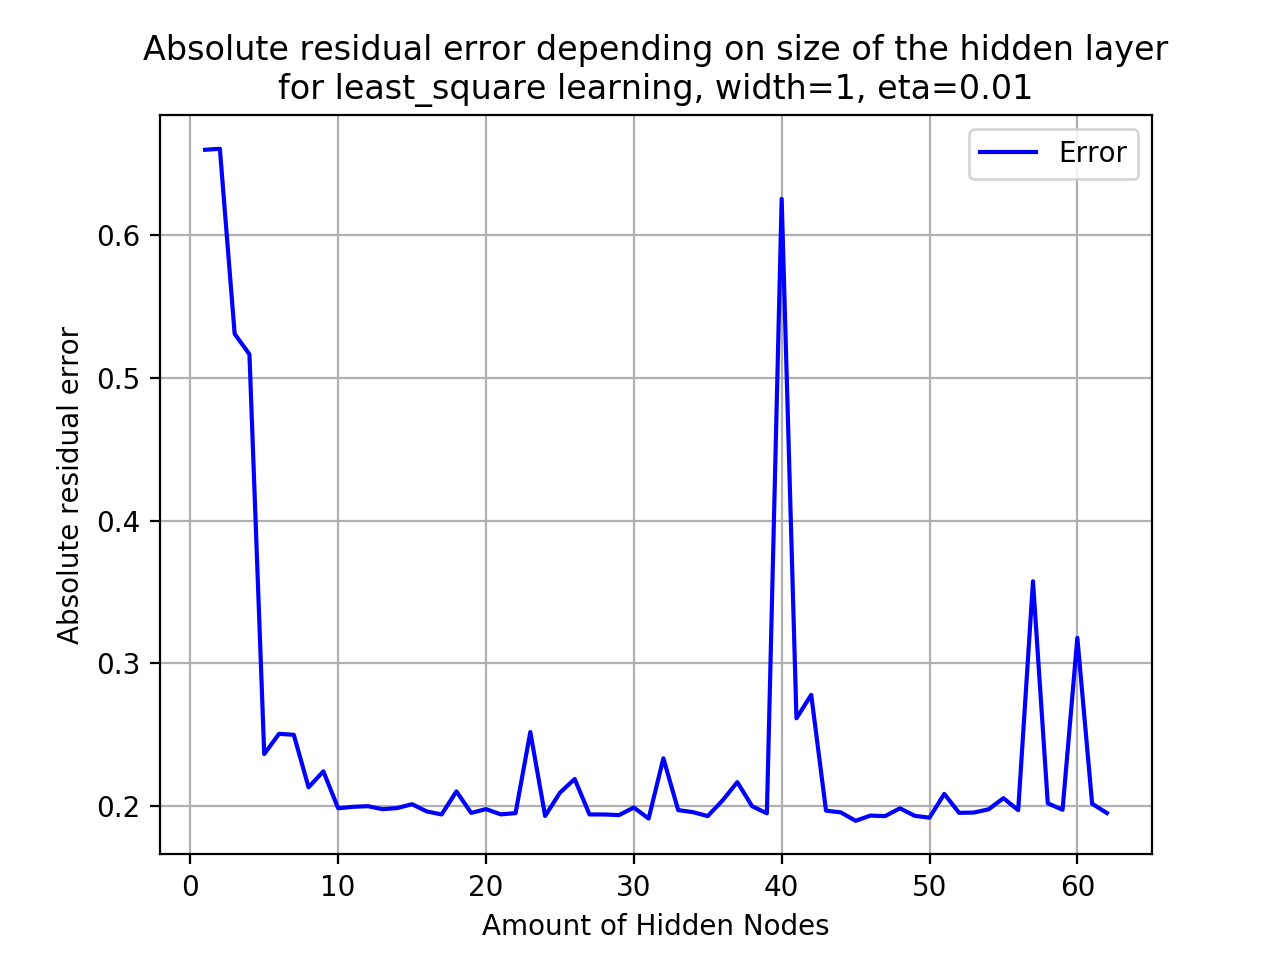 Absolute residual error depending on size of the hidden layer
for least_square learning, width=1, eta=0.01
Error
0.6
0.5
0.4
0.3
0.2
Absolute residual error
0 10 20 30 40 50 60
Amount of Hidden Nodes